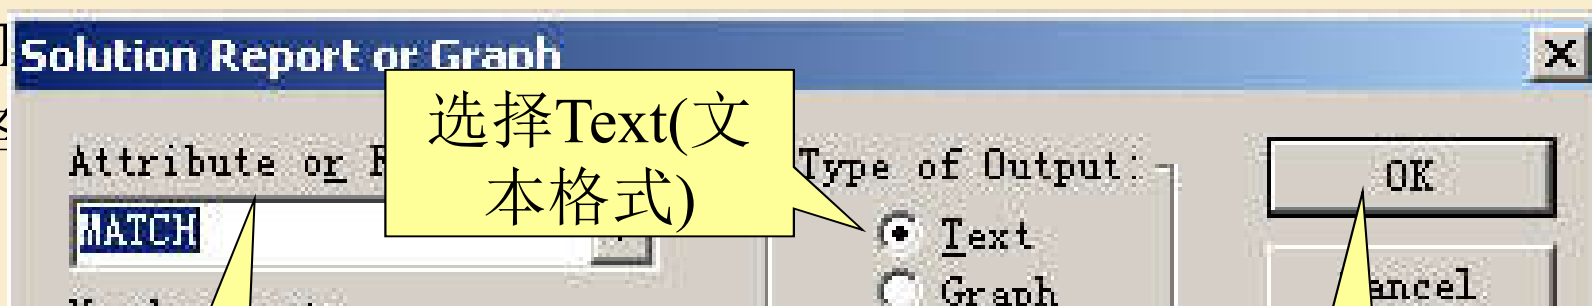 Solution Report or Graph
选择Text(文
本格式)
Attribute or
Type of Output:
OK
MATCH
Text
Graph